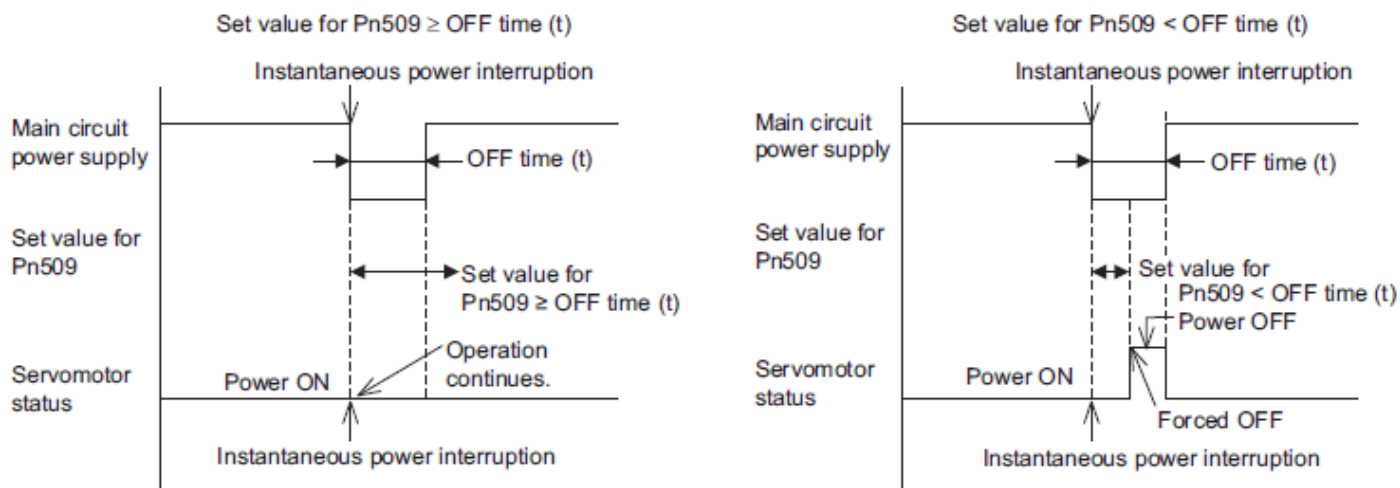 Set value for Pn509 ≥ OFF time (t)
Instantaneous power interruption
Main circuit
power supply
OFF time (t)
Set value for
Pn509
Set value for
Pn509 ≥ OFF time (t)
Operation
continues.
Servomotor
status
Power ON
Instantaneous power interruption
Set value for Pn509 < OFF time (t)
Instantaneous power interruption
Main circuit
power supply
OFF time (t)
Set value for
Pn509
Set value for
Pn509 < OFF time (t)
Power OFF
Servomotor
status
Power ON
Forced OFF
Instantaneous power interruption